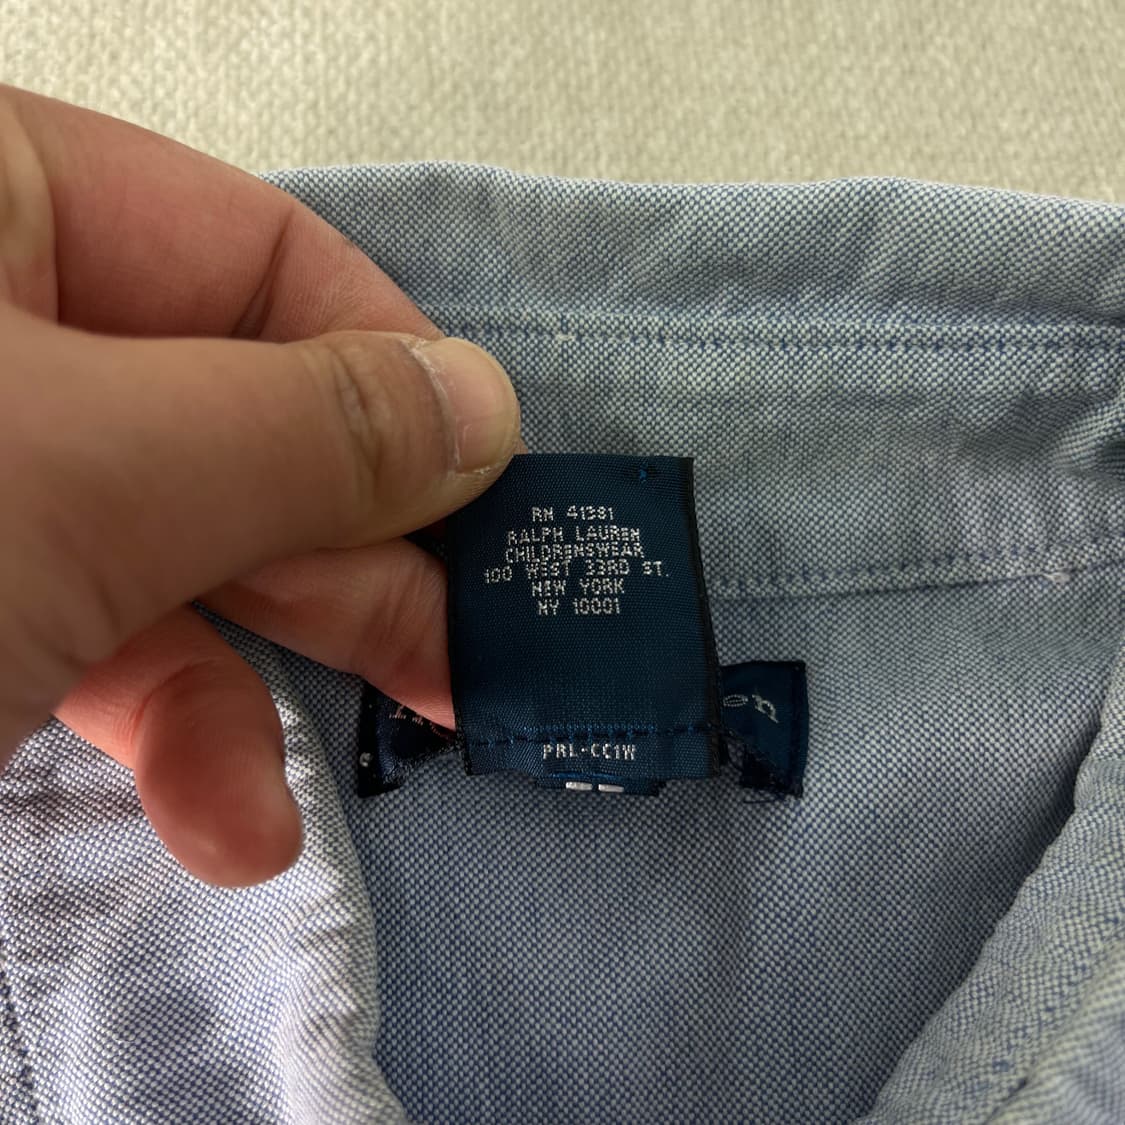 RN 41381
RALPH LAUREN
CHILDRENSWEAR
100 WEST 33RD ST.
NEW YORK
NY 10001
PRL-CC1W